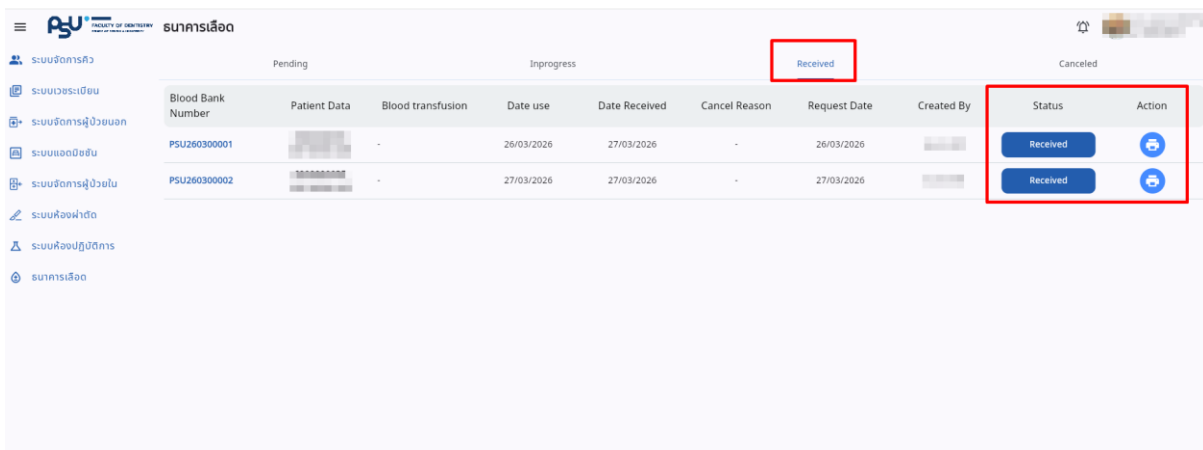 PSU FACULTY OF DENTISTRY
ธนาคารเลือด
ระบบจัดการคิว
ระบบเวชระเบียน
ระบบจัดการผู้ป่วยนอก
ระบบแอดมิชชัน
ระบบจัดการผู้ป่วยใน
ระบบห้องผ่าตัด
ระบบห้องปฏิบัติการ
ธนาคารเลือด
Pending Inprogress Received Canceled
Blood Bank Number Patient Data Blood transfusion Date use Date Received Cancel Reason Request Date Created By Status Action
PSU260300001 - 26/03/2026 27/03/2026 - 26/03/2026 Received
PSU260300002 - 27/03/2026 27/03/2026 - 27/03/2026 Received